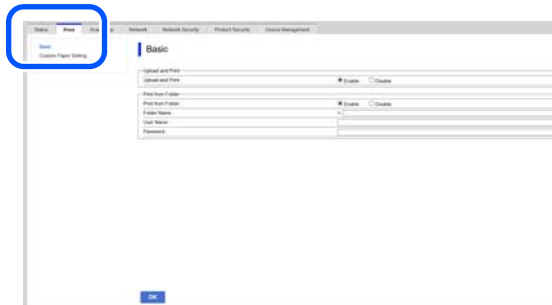 Status Print Network Network Security Product Security Device Management
Basic
Custom Paper Setting
Basic
Upload and Print
Upload and Print Enable Disable
Print from Folder
Print from Folder Enable Disable
Folder Name
User Name
Password
OK